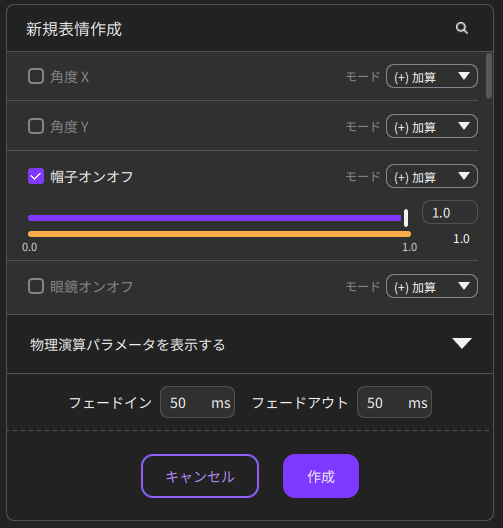 新規表情作成
角度 X モード (+) 加算
角度 Y モード (+) 加算
帽子オンオフ モード (+) 加算
1.0
0.0 1.0 1.0
眼鏡オンオフ モード (+) 加算
物理演算パラメータを表示する
フェードイン 50 ms フェードアウト 50 ms
キャンセル 作成